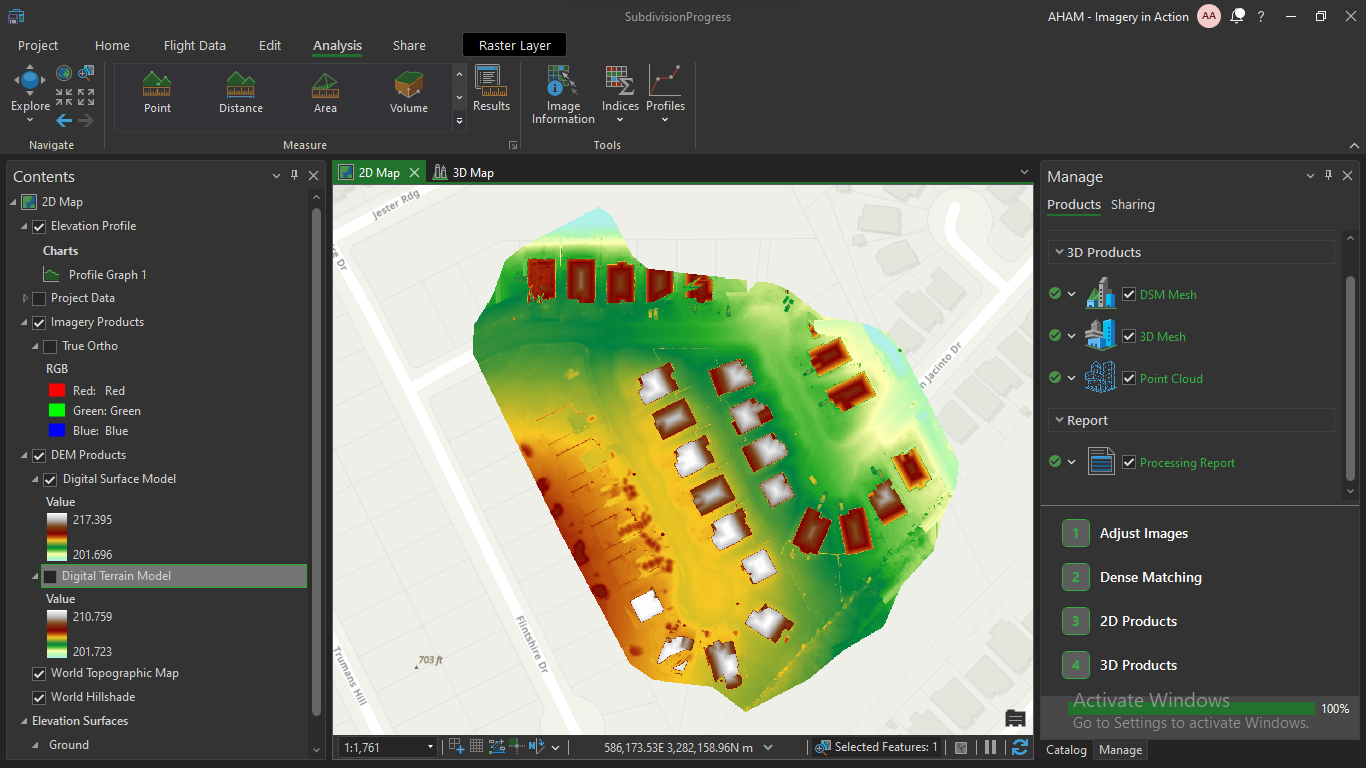 SubdivisionProgress
AHAM - Imagery in Action
AA
?
Project
Home
Flight Data
Edit
Analysis
Share
Raster Layer
Explore
Point
Distance
Area
Volume
Results
Image Information
Indices
Profiles
Navigate
Measure
Tools
Contents
2D Map
Elevation Profile
Charts
Profile Graph 1
Project Data
Imagery Products
True Ortho
RGB
Red: Red
Green: Green
Blue: Blue
DEM Products
Digital Surface Model
Value
217.395
201.696
Digital Terrain Model
Value
210.759
201.723
World Topographic Map
World Hillshade
Elevation Surfaces
Ground
2D Map
3D Map
Jester Rdg
ire Dr
n Jacinto Dr
Flintshire Dr
Trumans Hill
703 ft
1:1,761
586,173.53E 3,282,158.96N m
Selected Features: 1
Manage
Products
Sharing
3D Products
DSM Mesh
3D Mesh
Point Cloud
Report
Processing Report
1 Adjust Images
2 Dense Matching
3 2D Products
4 3D Products
Activate Windows
100%
Go to Settings to activate Windows.
Catalog
Manage